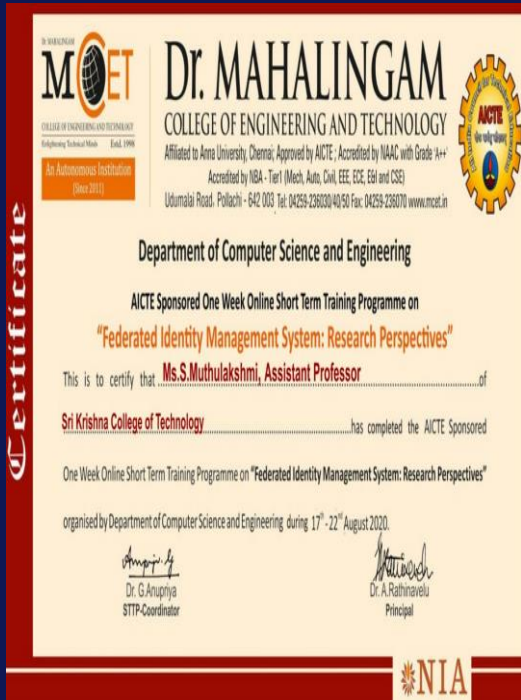 Dr. MAHALINGAM
MCET
COLLEGE OF ENGINEERING AND TECHNOLOGY
Enlightening Technical Minds Estd. 1998
An Autonomous Institution
(Since 2011)
Dr. MAHALINGAM
COLLEGE OF ENGINEERING AND TECHNOLOGY
Affiliated to Anna University, Chennai; Approved by AICTE ; Accredited by NAAC with Grade 'A++'
Accredited by NBA - Tier1 (Mech, Auto, Civil, EEE, ECE, E&I and CSE)
Udumalai Road, Pollachi - 642 003 Tel: 04259-236030/40/50 Fax: 04259-236070 www.mcet.in
AICTE
Certificate
Department of Computer Science and Engineering
AICTE Sponsored One Week Online Short Term Training Programme on
"Federated Identity Management System: Research Perspectives"
This is to certify that Ms.S.Muthulakshmi, Assistant Professor of
Sri Krishna College of Technology has completed the AICTE Sponsored
One Week Online Short Term Training Programme on "Federated Identity Management System: Research Perspectives"
organised by Department of Computer Science and Engineering during 17th - 22nd August 2020.
Dr. G.Anupriya
STTP-Coordinator
Dr. A.Rathinavelu
Principal
NIA